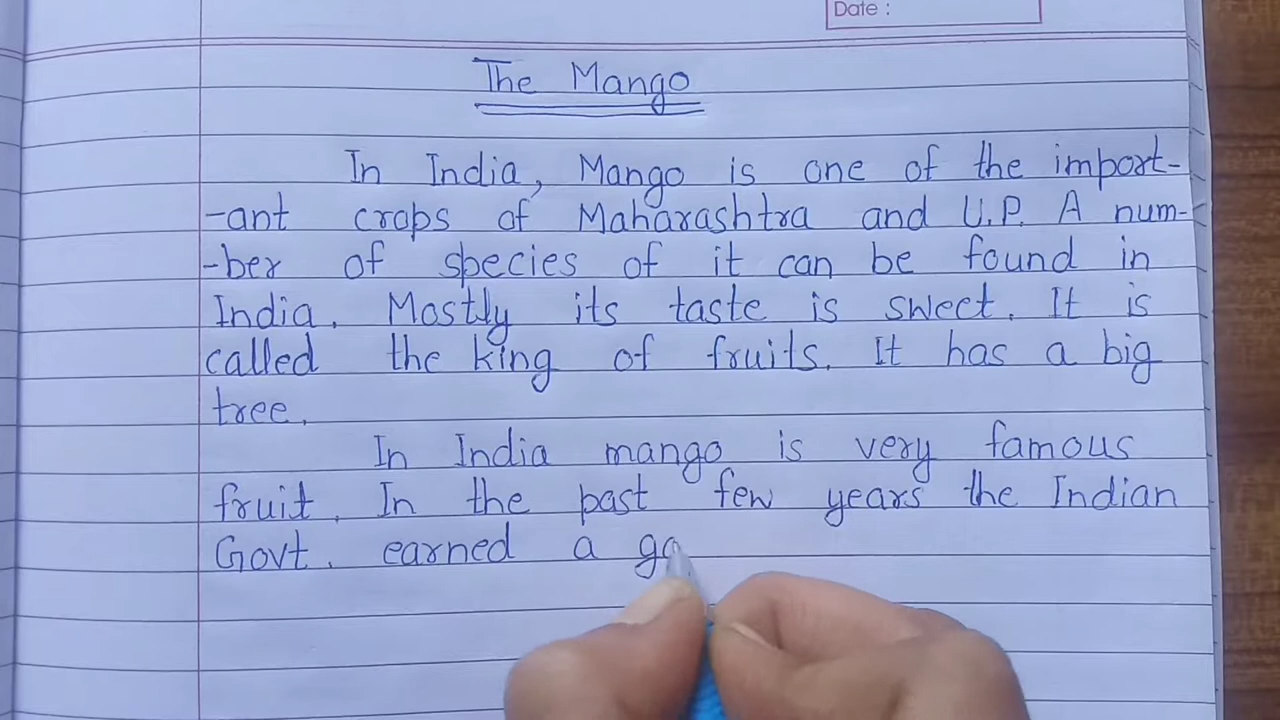 Date :
The Mango
In India, Mango is one of the import-
-ant crops of Maharashtra and U.P. A num-
-ber of species of it can be found in
India. Mostly its taste is sweet. It is
called the king of fruits. It has a big
tree.
In India mango is very famous
fruit. In the past few years the Indian
Govt. earned a go